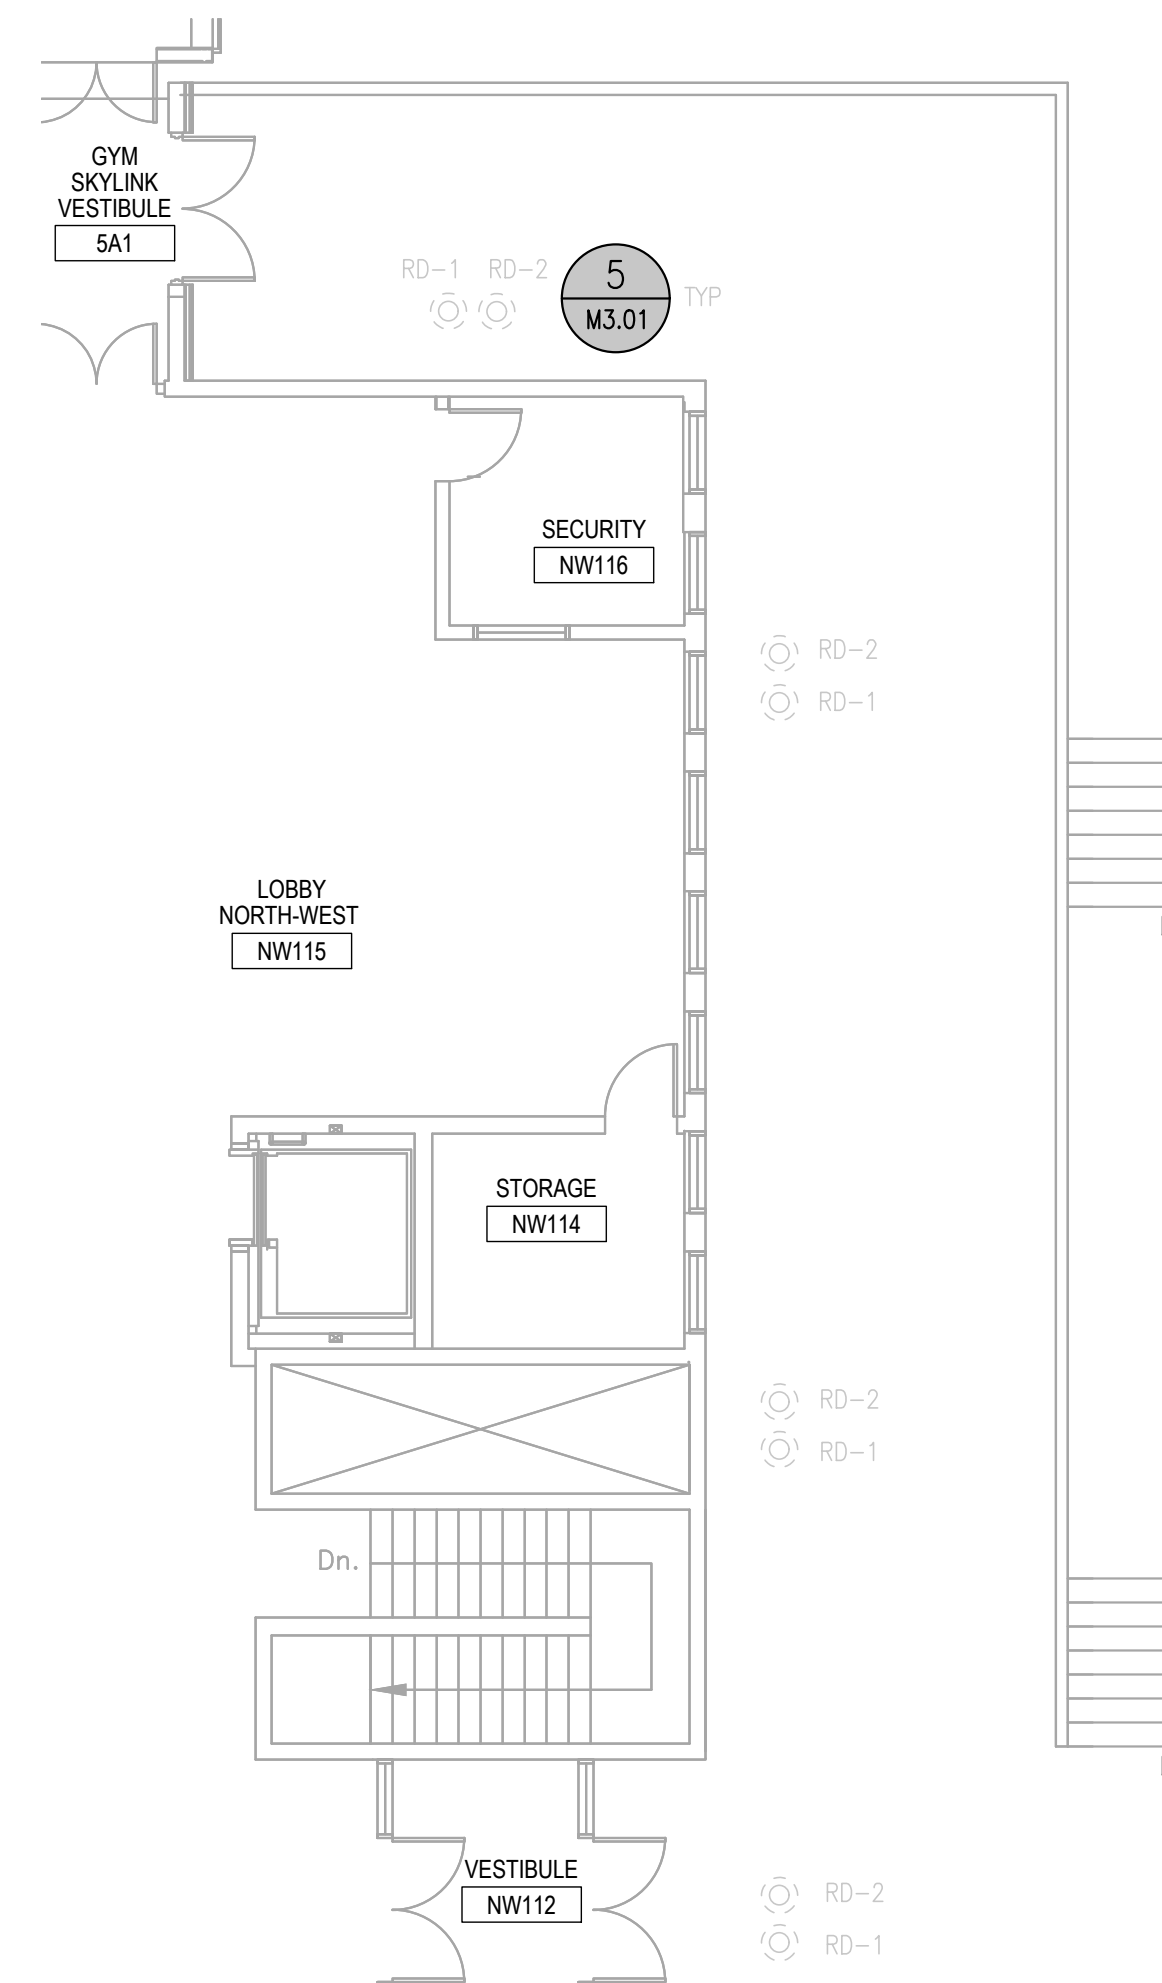 GYM
SKYLINK
VESTIBULE
5A1
RD-1 RD-2
5
M3.01
TYP
SECURITY
NW116
RD-2
RD-1
LOBBY
NORTH-WEST
NW115
STORAGE
NW114
RD-2
RD-1
Dn.
VESTIBULE
NW112
RD-2
RD-1